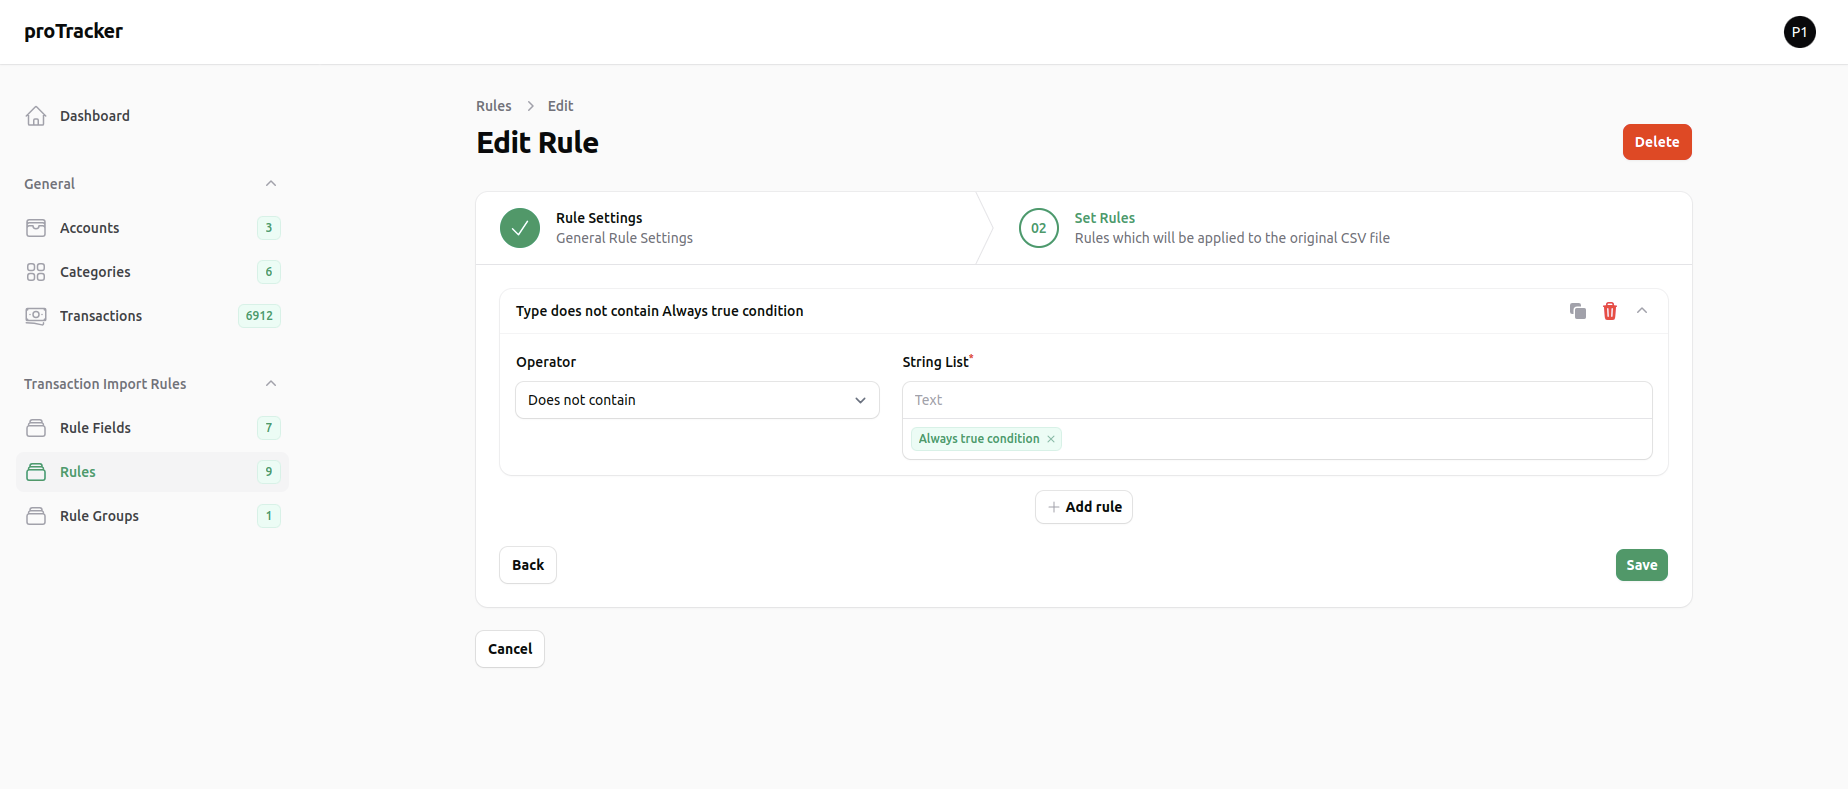 proTracker
P1
Dashboard
General
Accounts 3
Categories 6
Transactions 6912
Transaction Import Rules
Rule Fields 7
Rules 9
Rule Groups 1
Rules > Edit
Edit Rule
Delete
Rule Settings
General Rule Settings
02
Set Rules
Rules which will be applied to the original CSV file
Type does not contain Always true condition
Operator
Does not contain
String List*
Text
Always true condition ×
+ Add rule
Back
Save
Cancel